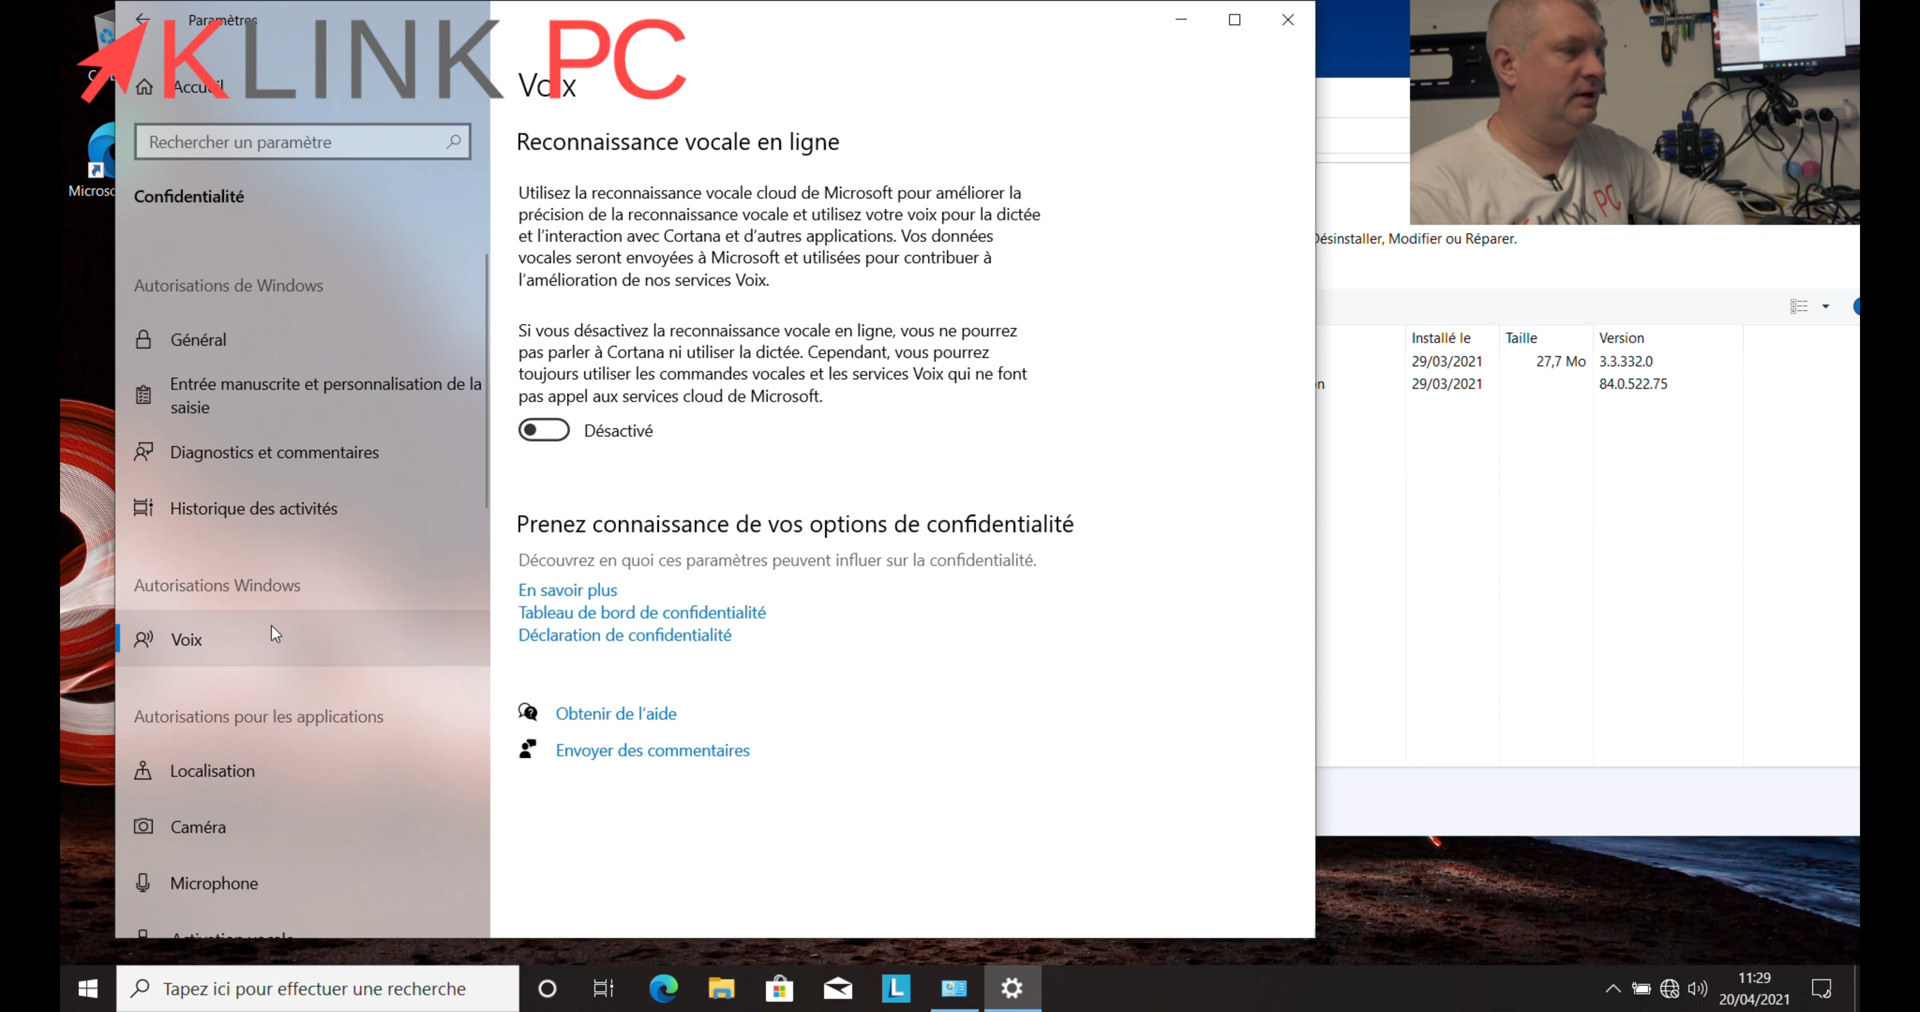 Paramètres
KLINK PC
Accueil
Voix
Rechercher un paramètre
Confidentialité
Autorisations de Windows
Général
Entrée manuscrite et personnalisation de la
saisie
Diagnostics et commentaires
Historique des activités
Autorisations Windows
Voix
Autorisations pour les applications
Localisation
Caméra
Microphone
Activation vocale
Reconnaissance vocale en ligne
Utilisez la reconnaissance vocale cloud de Microsoft pour améliorer la
précision de la reconnaissance vocale et utilisez votre voix pour la dictée
et l'interaction avec Cortana et d'autres applications. Vos données
vocales seront envoyées à Microsoft et utilisées pour contribuer à
l'amélioration de nos services Voix.
Si vous désactivez la reconnaissance vocale en ligne, vous ne pourrez
pas parler à Cortana ni utiliser la dictée. Cependant, vous pourrez
toujours utiliser les commandes vocales et les services Voix qui ne font
pas appel aux services cloud de Microsoft.
Désactivé
Prenez connaissance de vos options de confidentialité
Découvrez en quoi ces paramètres peuvent influer sur la confidentialité.
En savoir plus
Tableau de bord de confidentialité
Déclaration de confidentialité
Obtenir de l'aide
Envoyer des commentaires
KLINK PC
Désinstaller, Modifier ou Réparer.
Installé le Taille Version
29/03/2021 27,7 Mo 3.3.332.0
29/03/2021 84.0.522.75
Microso
Tapez ici pour effectuer une recherche
L
11:29
20/04/2021